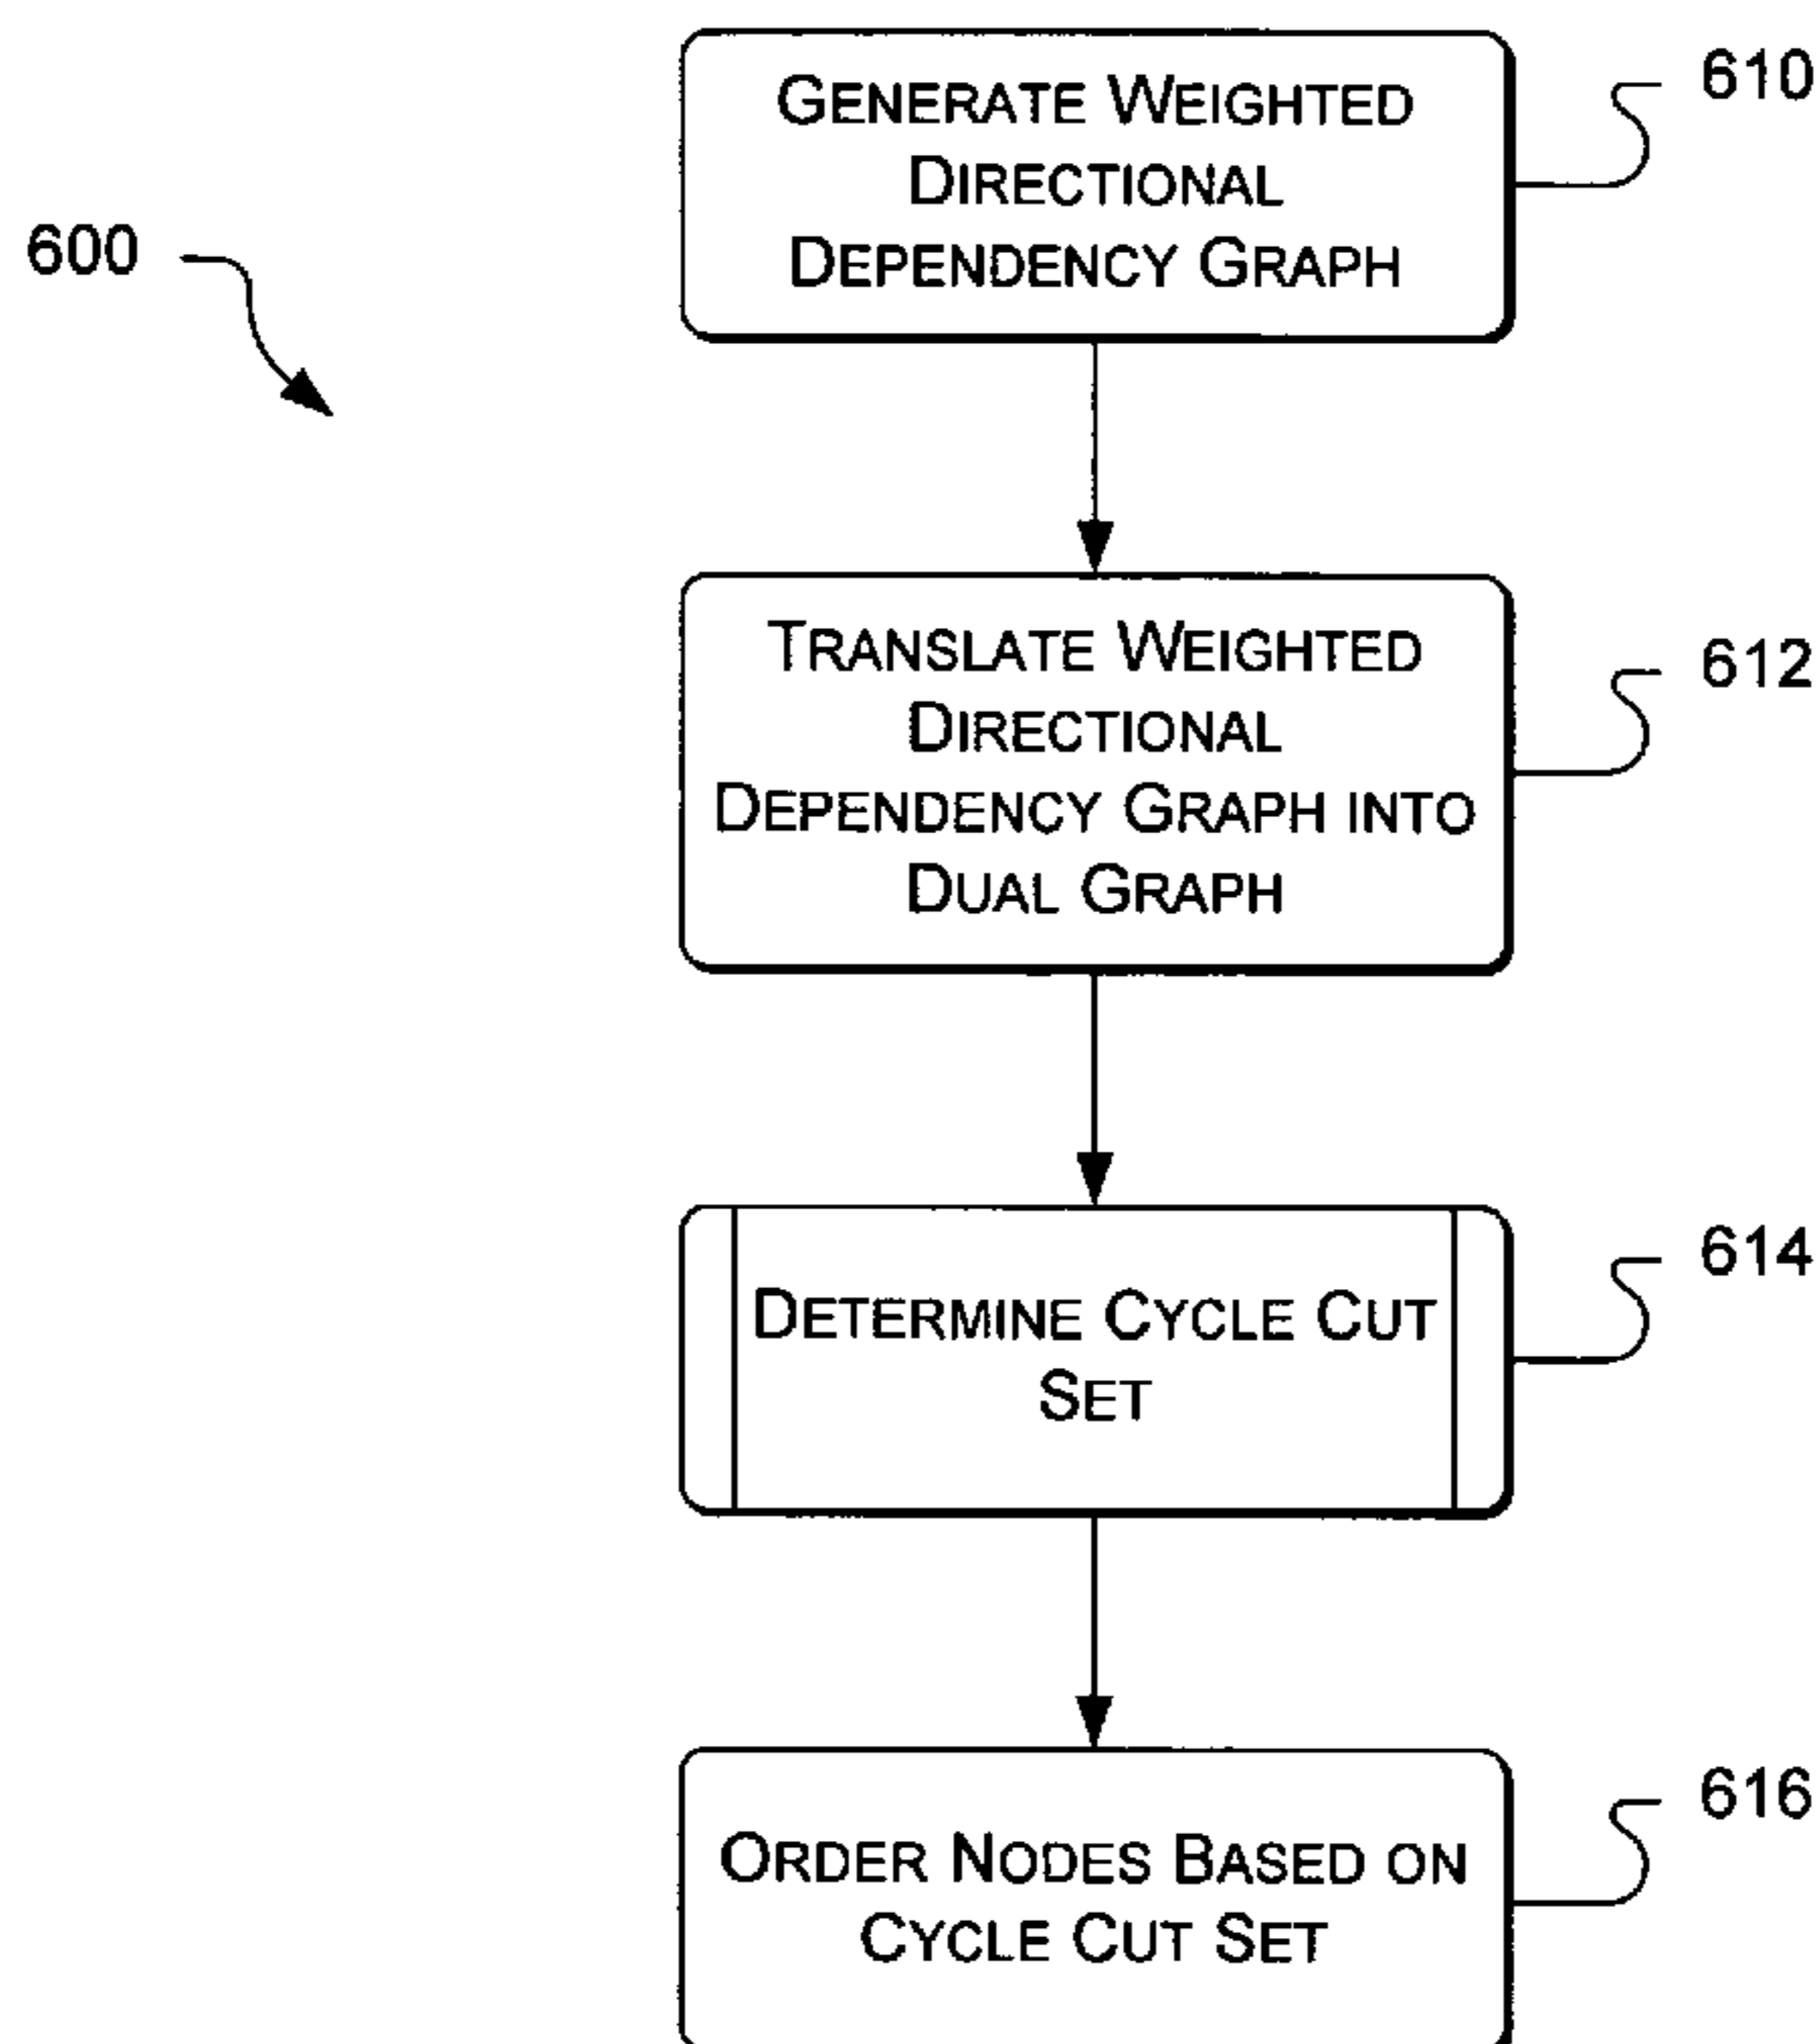 600
GENERATE WEIGHTED
DIRECTIONAL
DEPENDENCY GRAPH
610
TRANSLATE WEIGHTED
DIRECTIONAL
DEPENDENCY GRAPH INTO
DUAL GRAPH
612
DETERMINE CYCLE CUT
SET
614
ORDER NODES BASED ON
CYCLE CUT SET
616